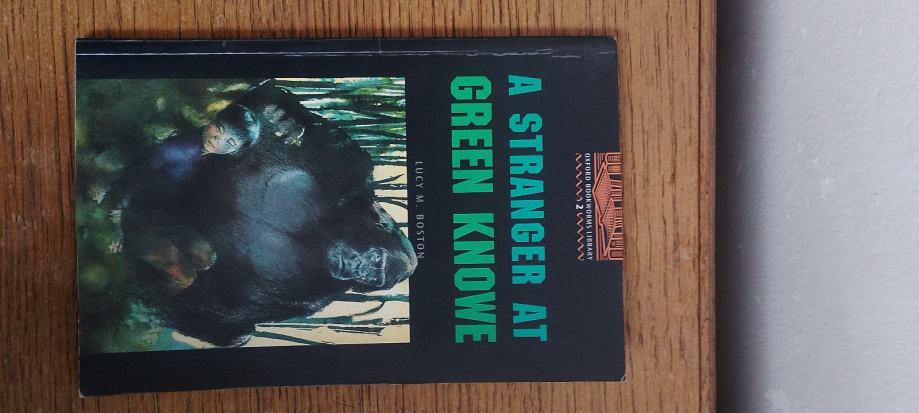 OXFORD BOOKWORMS LIBRARY
2
A STRANGER AT
GREEN KNOWE
LUCY M. BOSTON